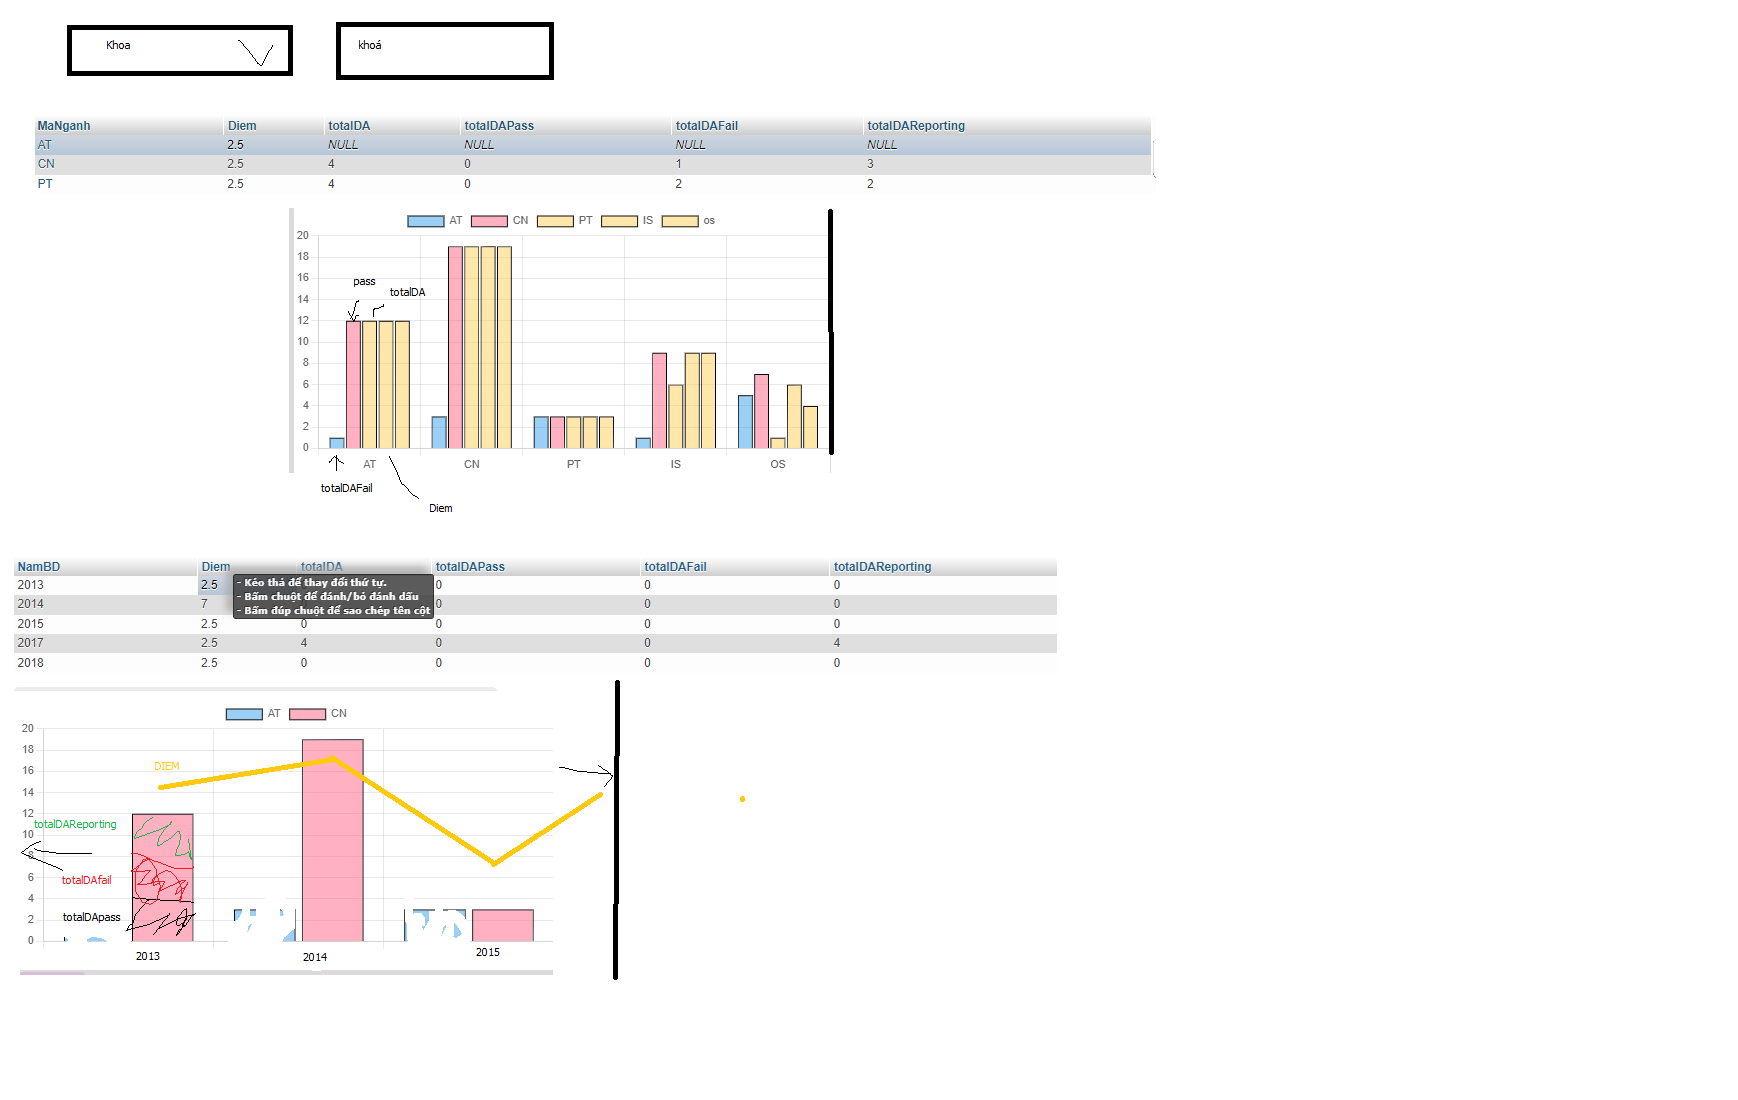 Khoa
khoá
MaNganh Diem totalDA totalDAPass totalDAFail totalDAReporting
AT 2.5 NULL NULL NULL NULL
CN 2.5 4 0 1 3
PT 2.5 4 0 2 2
AT CN PT IS os
20
18
16
14
12
10
8
6
4
2
0
pass
totalDA
AT CN PT IS OS
totalDAFail
Diem
NamBD Diem totalDA totalDAPass totalDAFail totalDAReporting
2013 2.5 0 0 0
2014 7 0 0 0
2015 2.5 0 0 0 0
2017 2.5 4 0 0 4
2018 2.5 0 0 0 0
- Kéo thả để thay đổi thứ tự.
- Bấm chuột để đánh/bỏ đánh dấu
- Bấm đúp chuột để sao chép tên cột
AT CN
20
18
16
14
12
10
8
6
4
2
0
DIEM
totalDAReporting
totalDAfail
totalDApass
2013 2014 2015